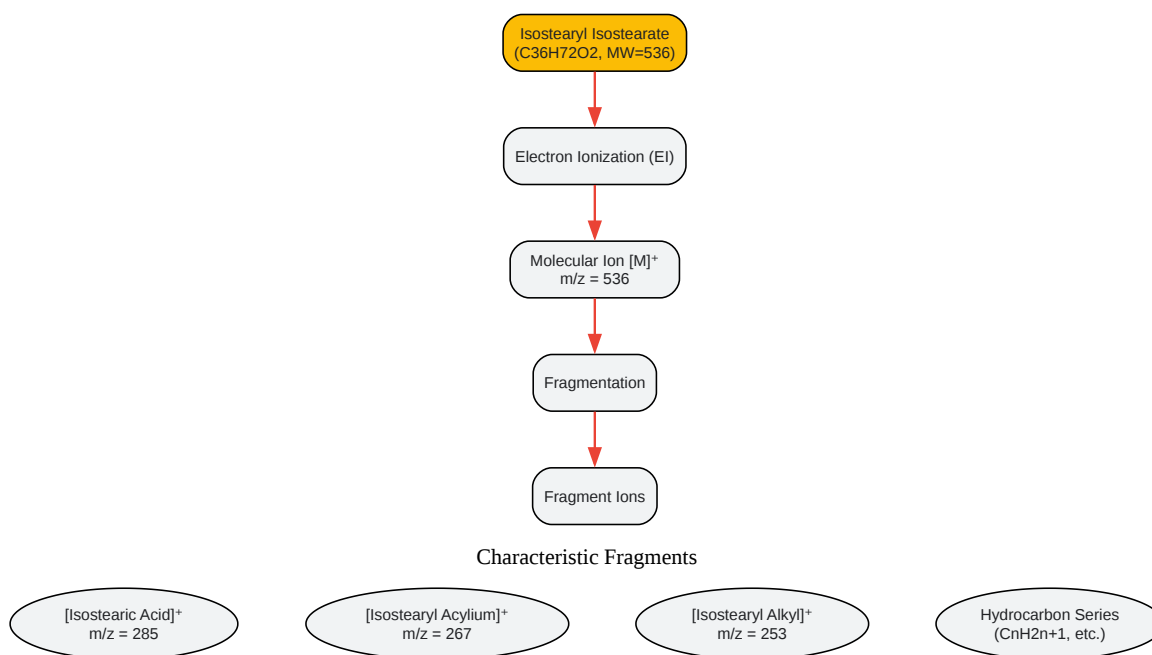 Isostearyl Isostearate
(C36H72O2, MW=536)
Electron Ionization (EI)
Molecular Ion [M]⁺
m/z = 536
Fragmentation
Fragment Ions
Characteristic Fragments
[Isostearic Acid]⁺
m/z = 285
[Isostearyl Acylium]⁺
m/z = 267
[Isostearyl Alkyl]⁺
m/z = 253
Hydrocarbon Series
(CnH2n+1, etc.)